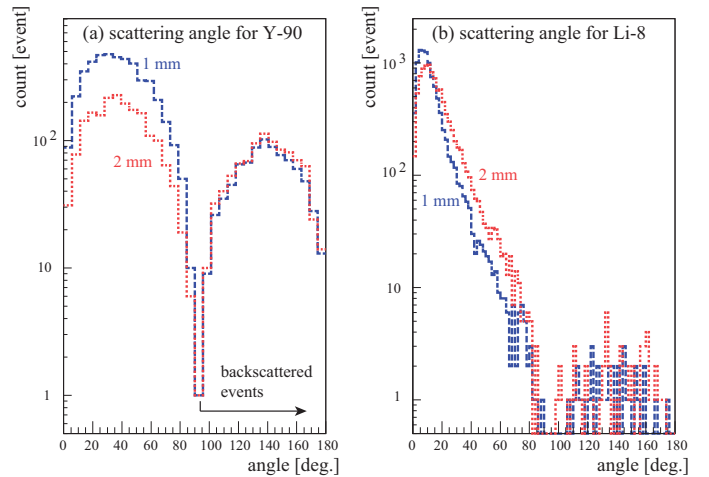 (a) scattering angle for Y-90
count [event]
10²
10
1
1 mm
2 mm
backscattered
events
0 20 40 60 80 100 120 140 160 180
angle [deg.]
(b) scattering angle for Li-8
count [event]
10³
10²
10
1
2 mm
1 mm
0 20 40 60 80 100 120 140 160 180
angle [deg.]